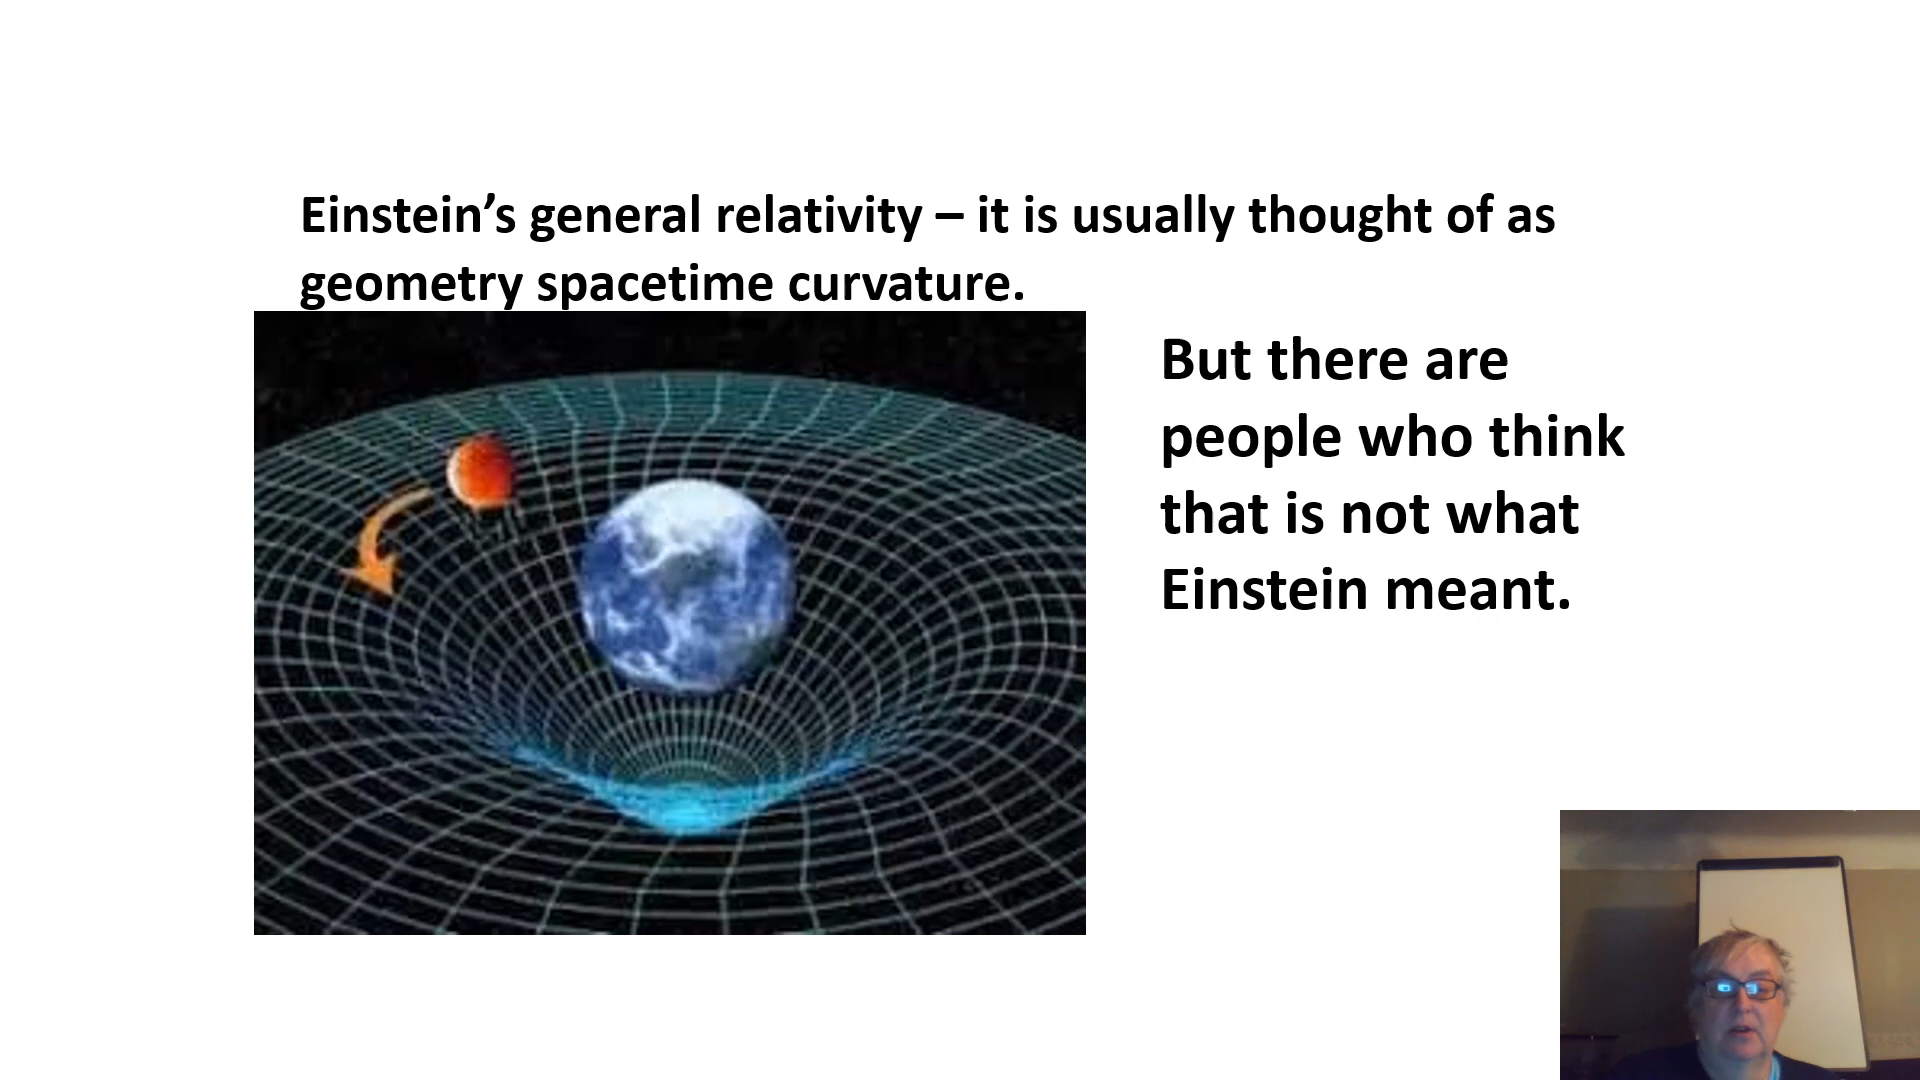 Einstein’s general relativity – it is usually thought of as
geometry spacetime curvature.
But there are
people who think
that is not what
Einstein meant.